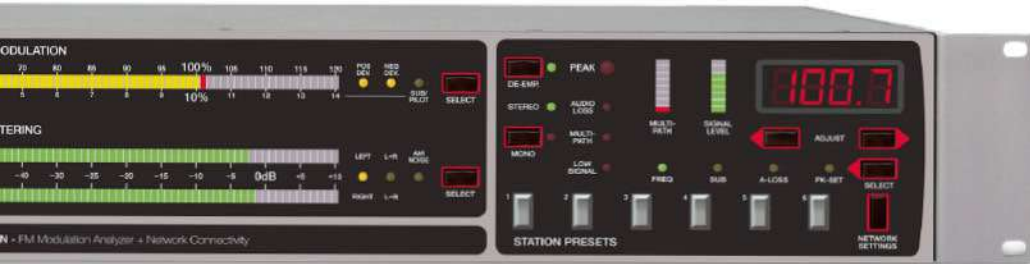 ODULATION
70 80 85 90 95 100% 105 110 115 120
5 6 7 8 9 10% 11 12 13 14
POS DEV.
NEG DEV.
SUB/ PILOT
SELECT
TERING
-40 -30 -25 -20 -15 -10 -5 0dB +5 +10
LEFT L+R AM NOISE
RIGHT L-R
SELECT
N - FM Modulation Analyzer + Network Connectivity
DE-EMP.
PEAK
STEREO
AUDIO LOSS
MONO
MULTI- PATH
LOW SIGNAL
MULTI- PATH
SIGNAL LEVEL
100.7
ADJUST
FREQ SUB A-LOSS PK-SET
SELECT
1 2 3 4 5 6
STATION PRESETS
NETWORK SETTINGS